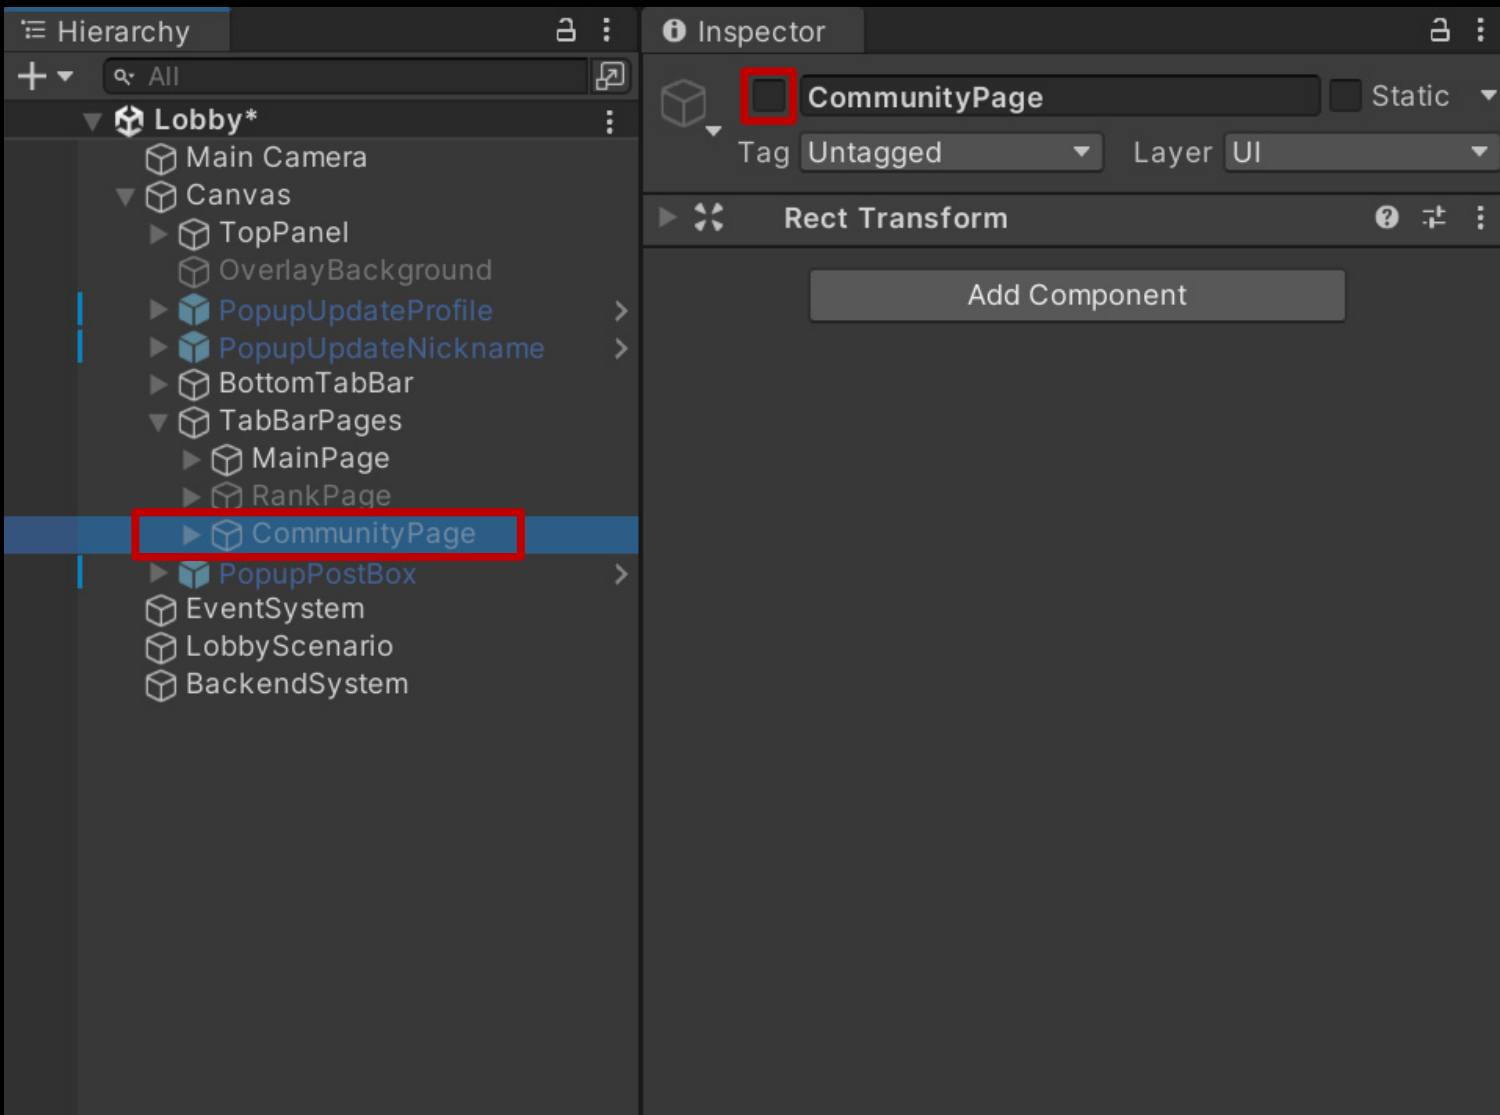 Hierarchy
All
Lobby*
Main Camera
Canvas
TopPanel
OverlayBackground
PopupUpdateProfile
PopupUpdateNickname
BottomTabBar
TabBarPages
MainPage
RankPage
CommunityPage
PopupPostBox
EventSystem
LobbyScenario
BackendSystem
Inspector
CommunityPage
Static
Tag Untagged Layer UI
Rect Transform
Add Component